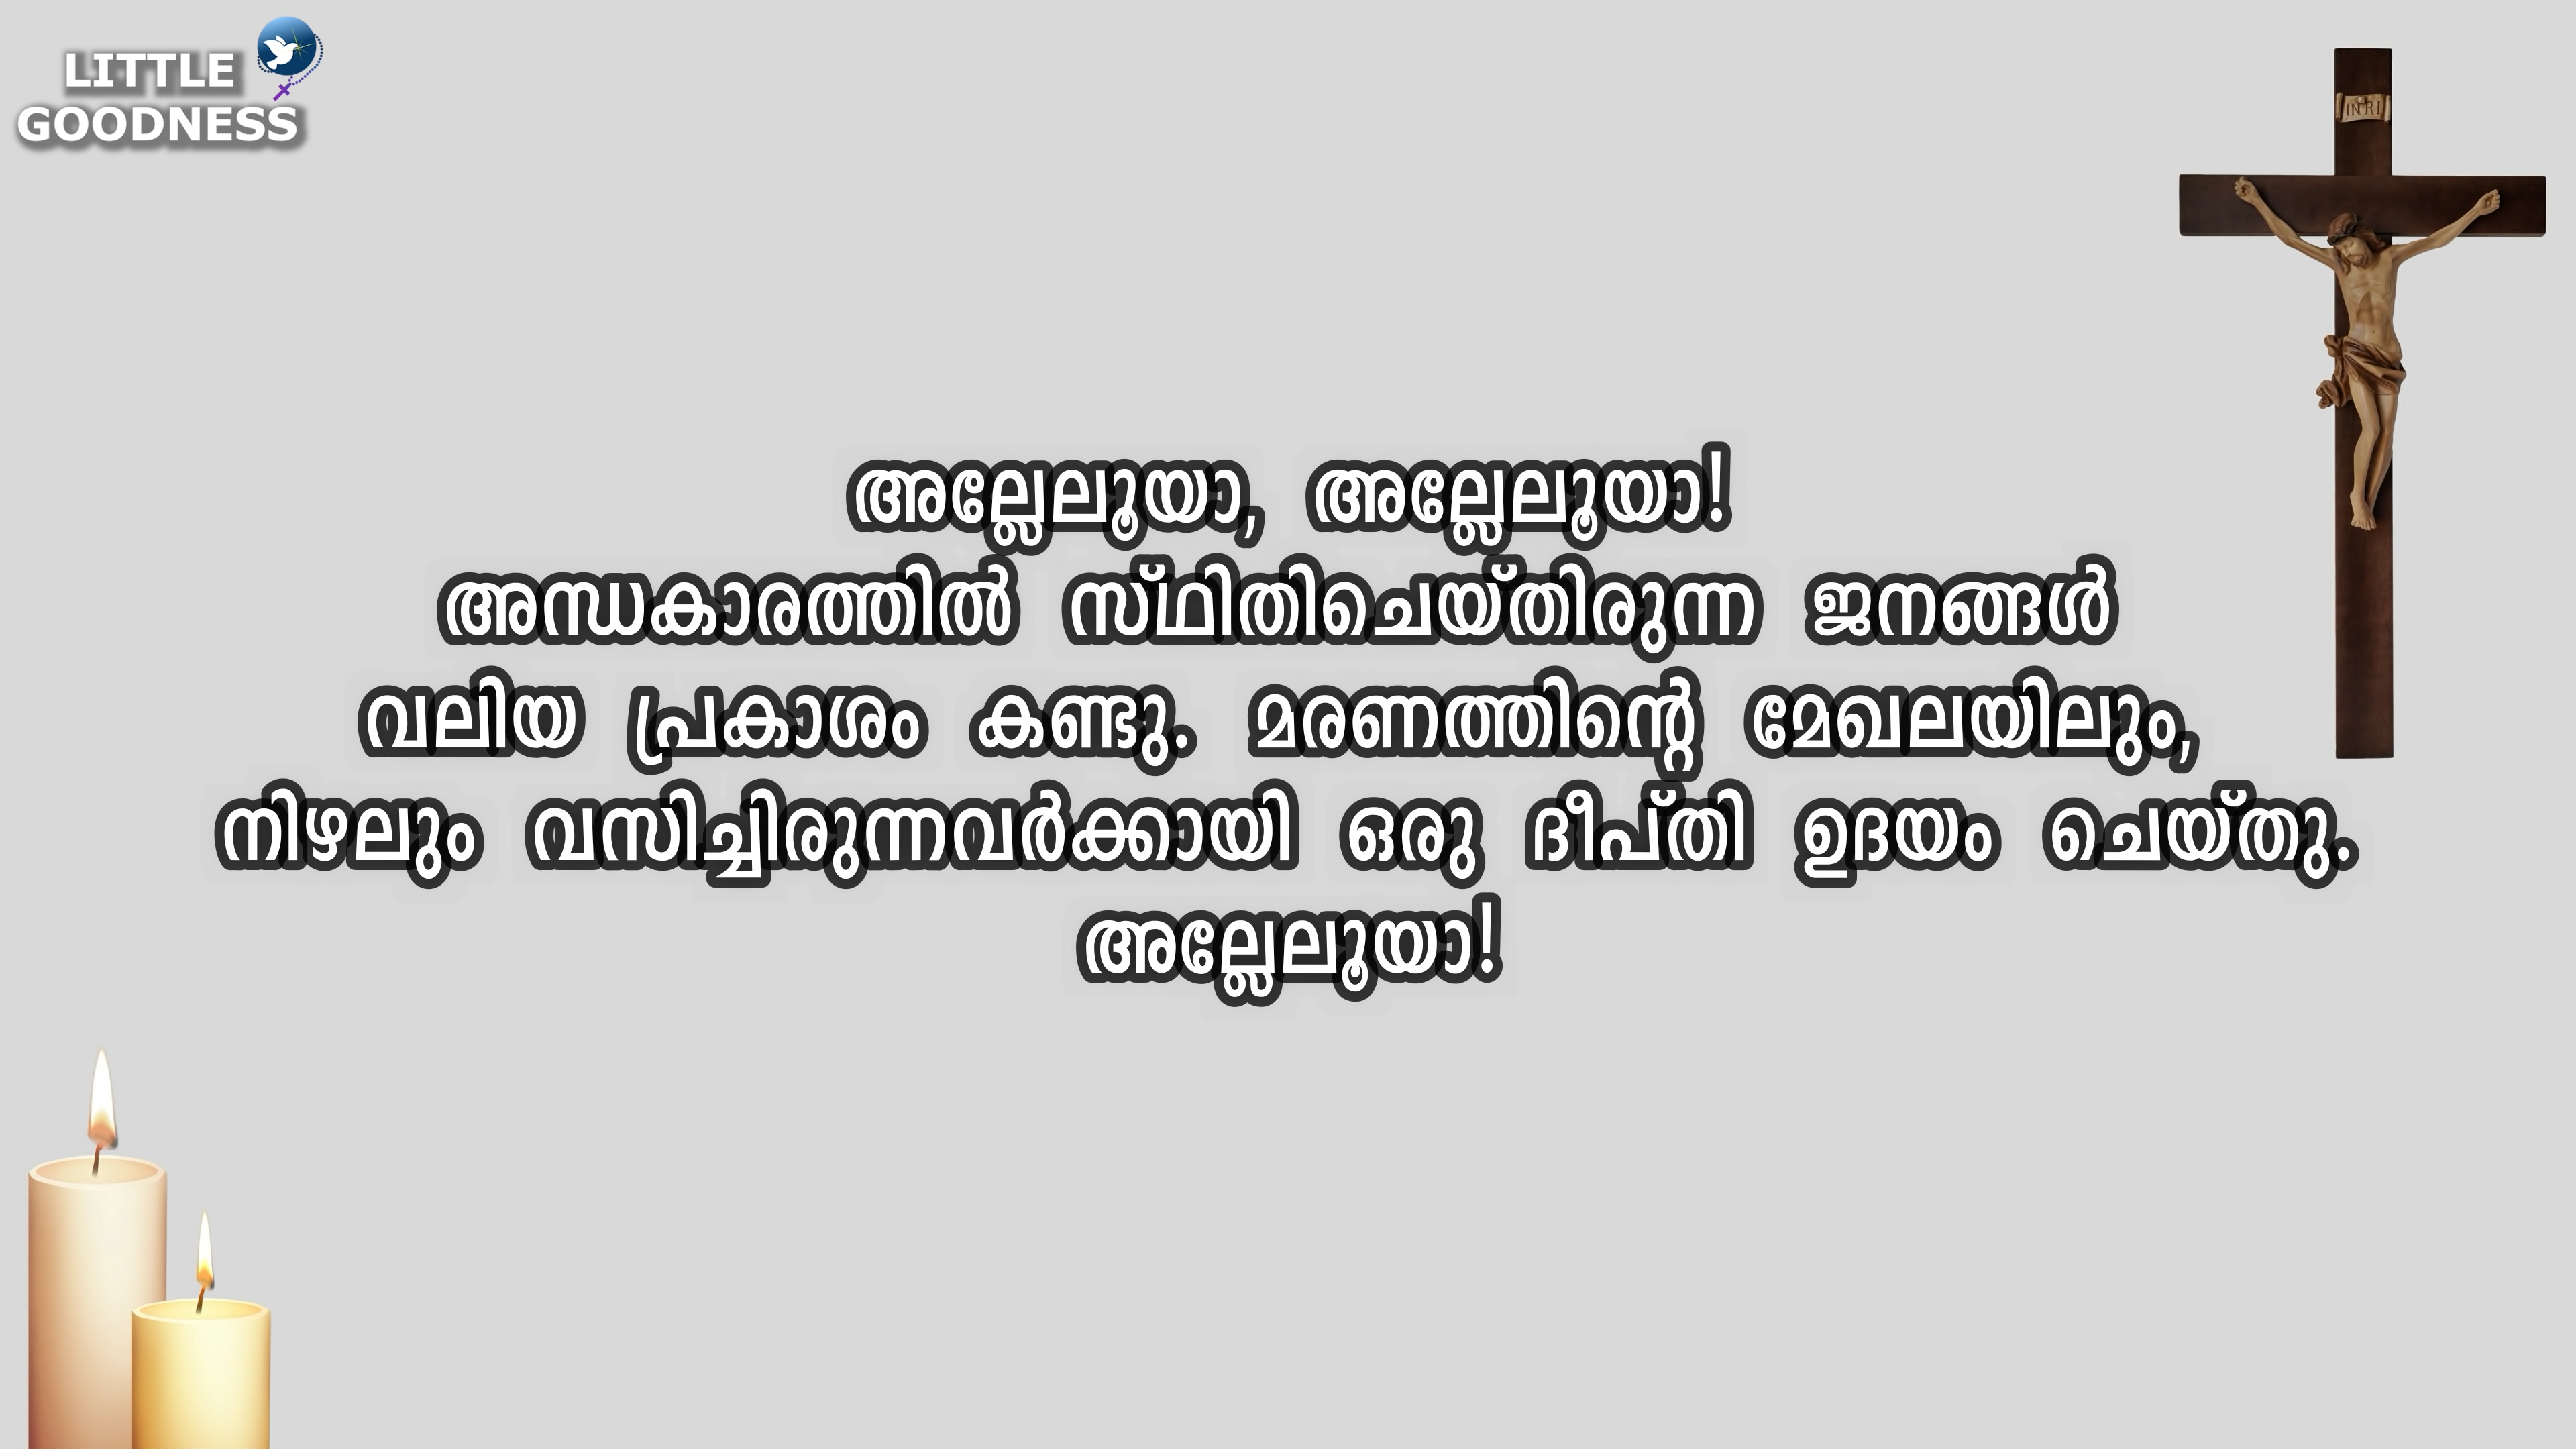 LITTLE
GOODNESS
INRI
അല്ലേലൂയാ, അല്ലേലൂയാ!
അന്ധകാരത്തിൽ സ്ഥിതിചെയ്തിരുന്ന ജനങ്ങൾ
വലിയ പ്രകാശം കണ്ടു. മരണത്തിന്റെ മേഖലയിലും,
നിഴലും വസിച്ചിരുന്നവർക്കായി ഒരു ദീപ്തി ഉദയം ചെയ്തു.
അല്ലേലൂയാ!